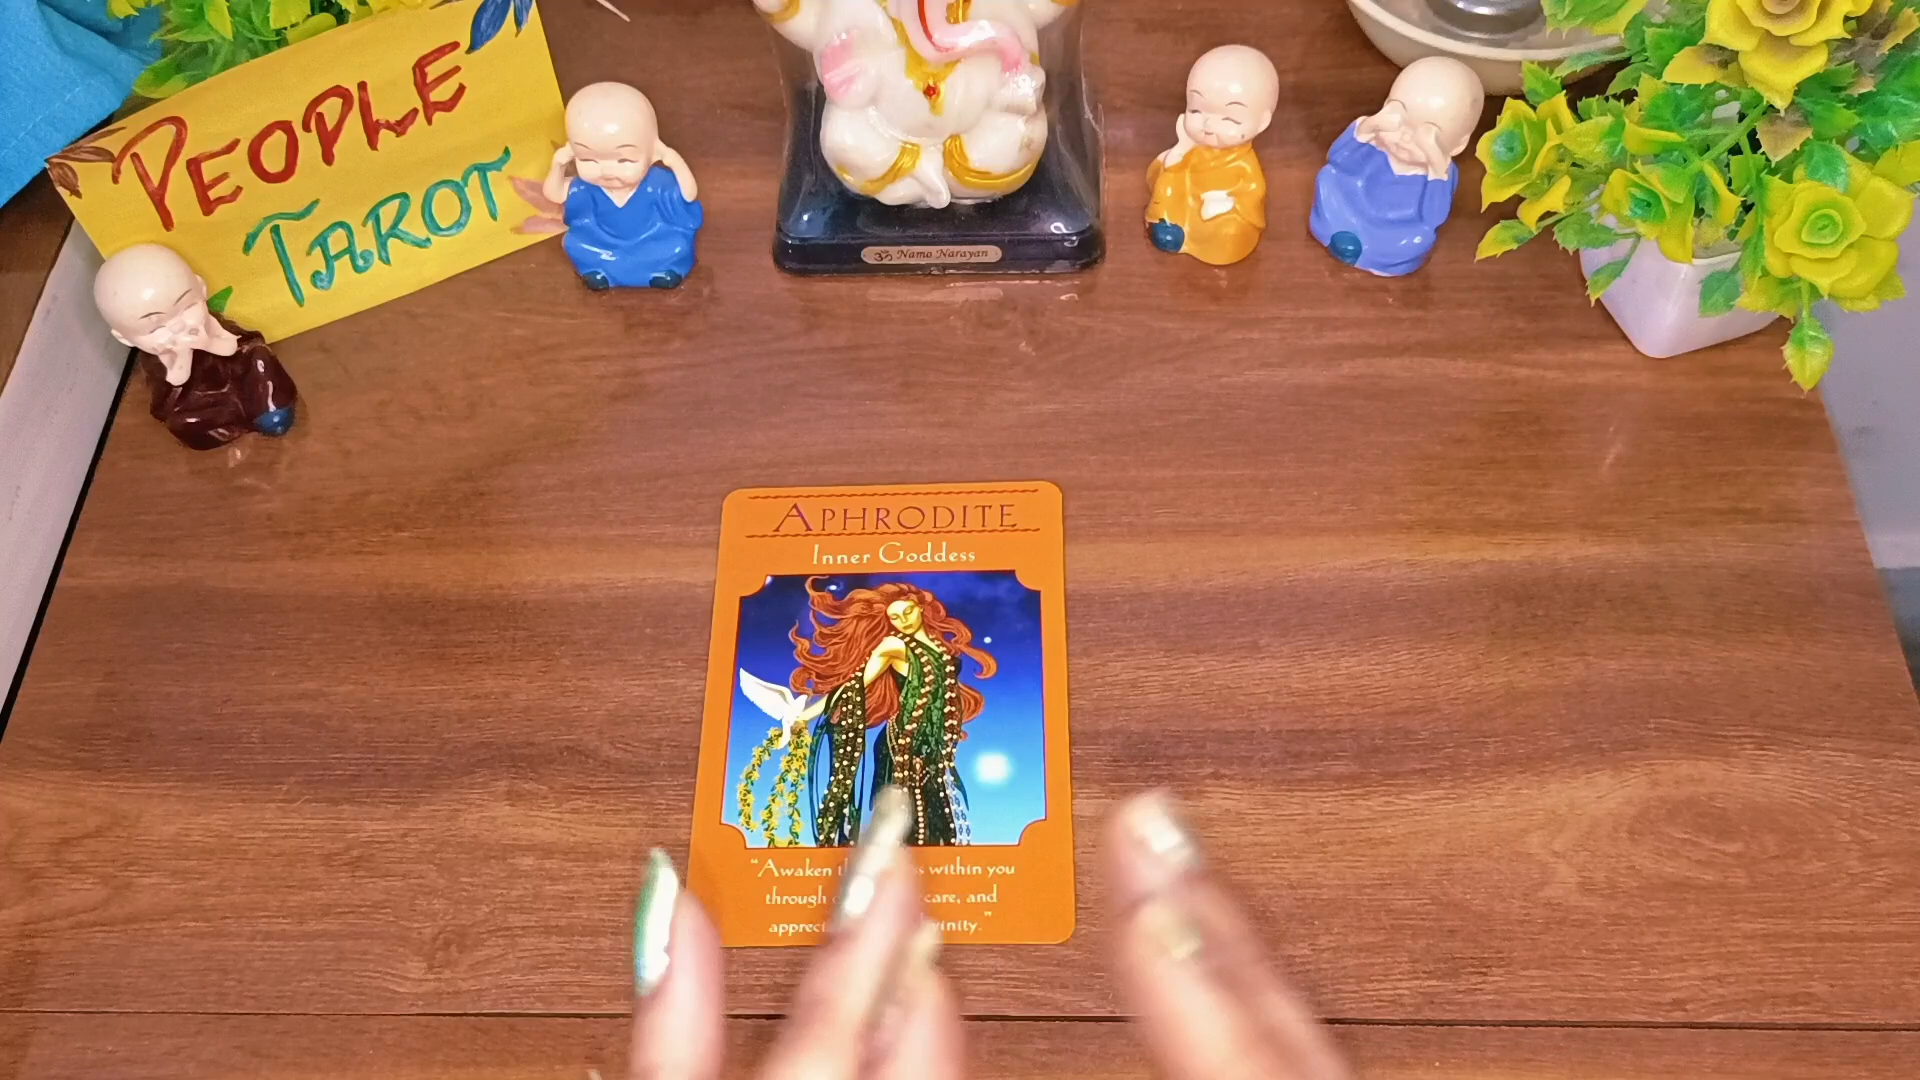 PEOPLE
TAROT
ॐ Namo Narayan
APHRODITE
Inner Goddess
"Awaken within you
through care, and